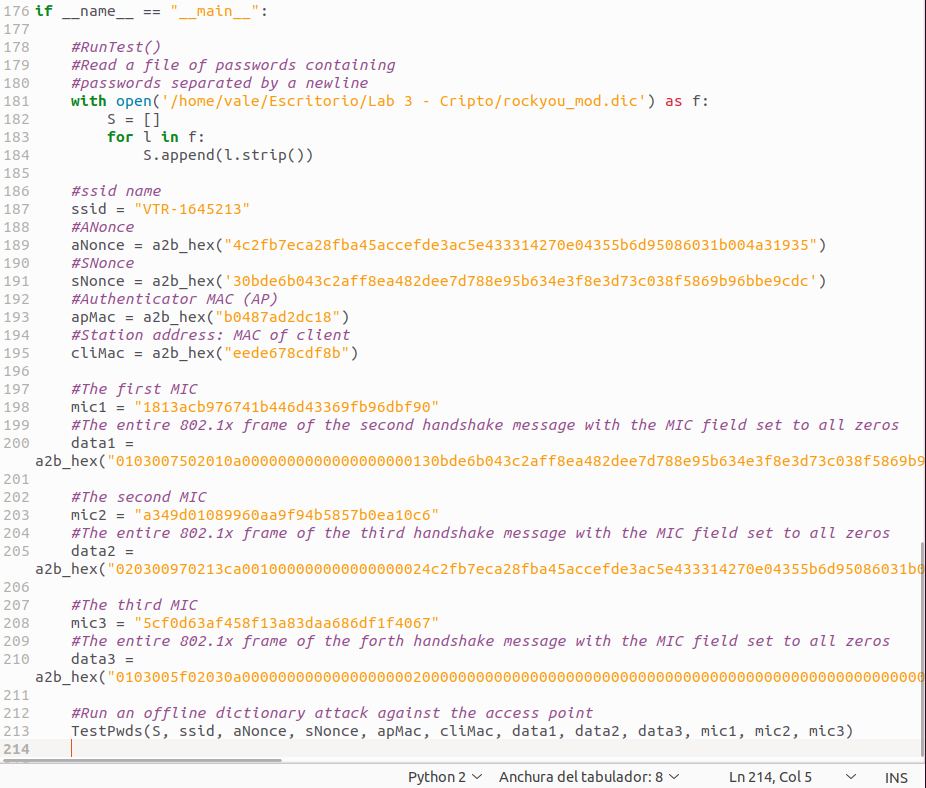 176 if __name__ == "__main__":
177
178     #RunTest()
179     #Read a file of passwords containing
180     #passwords separated by a newline
181     with open('/home/vale/Escritorio/Lab 3 - Cripto/rockyou_mod.dic') as f:
182         S = []
183         for l in f:
184             S.append(l.strip())
185
186     #ssid name
187     ssid = "VTR-1645213"
188     #ANonce
189     aNonce = a2b_hex("4c2fb7eca28fba45accefde3ac5e433314270e04355b6d95086031b004a31935")
190     #SNonce
191     sNonce = a2b_hex('30bde6b043c2aff8ea482dee7d788e95b634e3f8e3d73c038f5869b96bbe9cdc')
192     #Authenticator MAC (AP)
193     apMac = a2b_hex("b0487ad2dc18")
194     #Station address: MAC of client
195     cliMac = a2b_hex("eede678cdf8b")
196
197     #The first MIC
198     mic1 = "1813acb976741b446d43369fb96dbf90"
199     #The entire 802.1x frame of the second handshake message with the MIC field set to all zeros
200     data1 =
a2b_hex("0103007502010a00000000000000000000130bde6b043c2aff8ea482dee7d788e95b634e3f8e3d73c038f5869b9
201
202     #The second MIC
203     mic2 = "a349d01089960aa9f94b5857b0ea10c6"
204     #The entire 802.1x frame of the third handshake message with the MIC field set to all zeros
205     data2 =
a2b_hex("020300970213ca00100000000000000000024c2fb7eca28fba45accefde3ac5e433314270e04355b6d95086031b0
206
207     #The third MIC
208     mic3 = "5cf0d63af458f13a83daa686df1f4067"
209     #The entire 802.1x frame of the forth handshake message with the MIC field set to all zeros
210     data3 =
a2b_hex("0103005f02030a0000000000000000000200000000000000000000000000000000000000000000000000000000
211
212     #Run an offline dictionary attack against the access point
213     TestPwds(S, ssid, aNonce, sNonce, apMac, cliMac, data1, data2, data3, mic1, mic2, mic3)
214
Python 2 Anchura del tabulador: 8 Ln 214, Col 5 INS